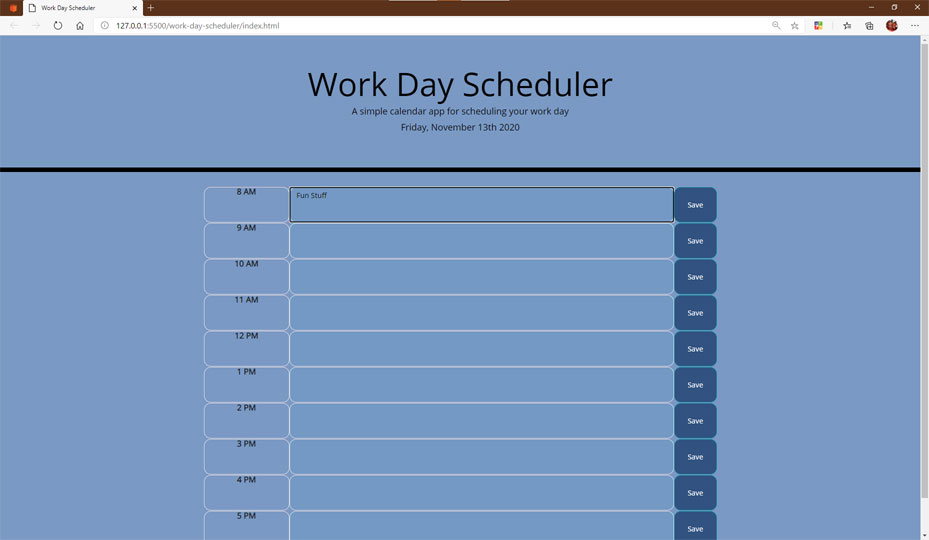 Work Day Scheduler
127.0.0.1:5500/work-day-scheduler/index.html
Work Day Scheduler
A simple calendar app for scheduling your work day
Friday, November 13th 2020
8 AM Fun Stuff Save
9 AM Save
10 AM Save
11 AM Save
12 PM Save
1 PM Save
2 PM Save
3 PM Save
4 PM Save
5 PM Save